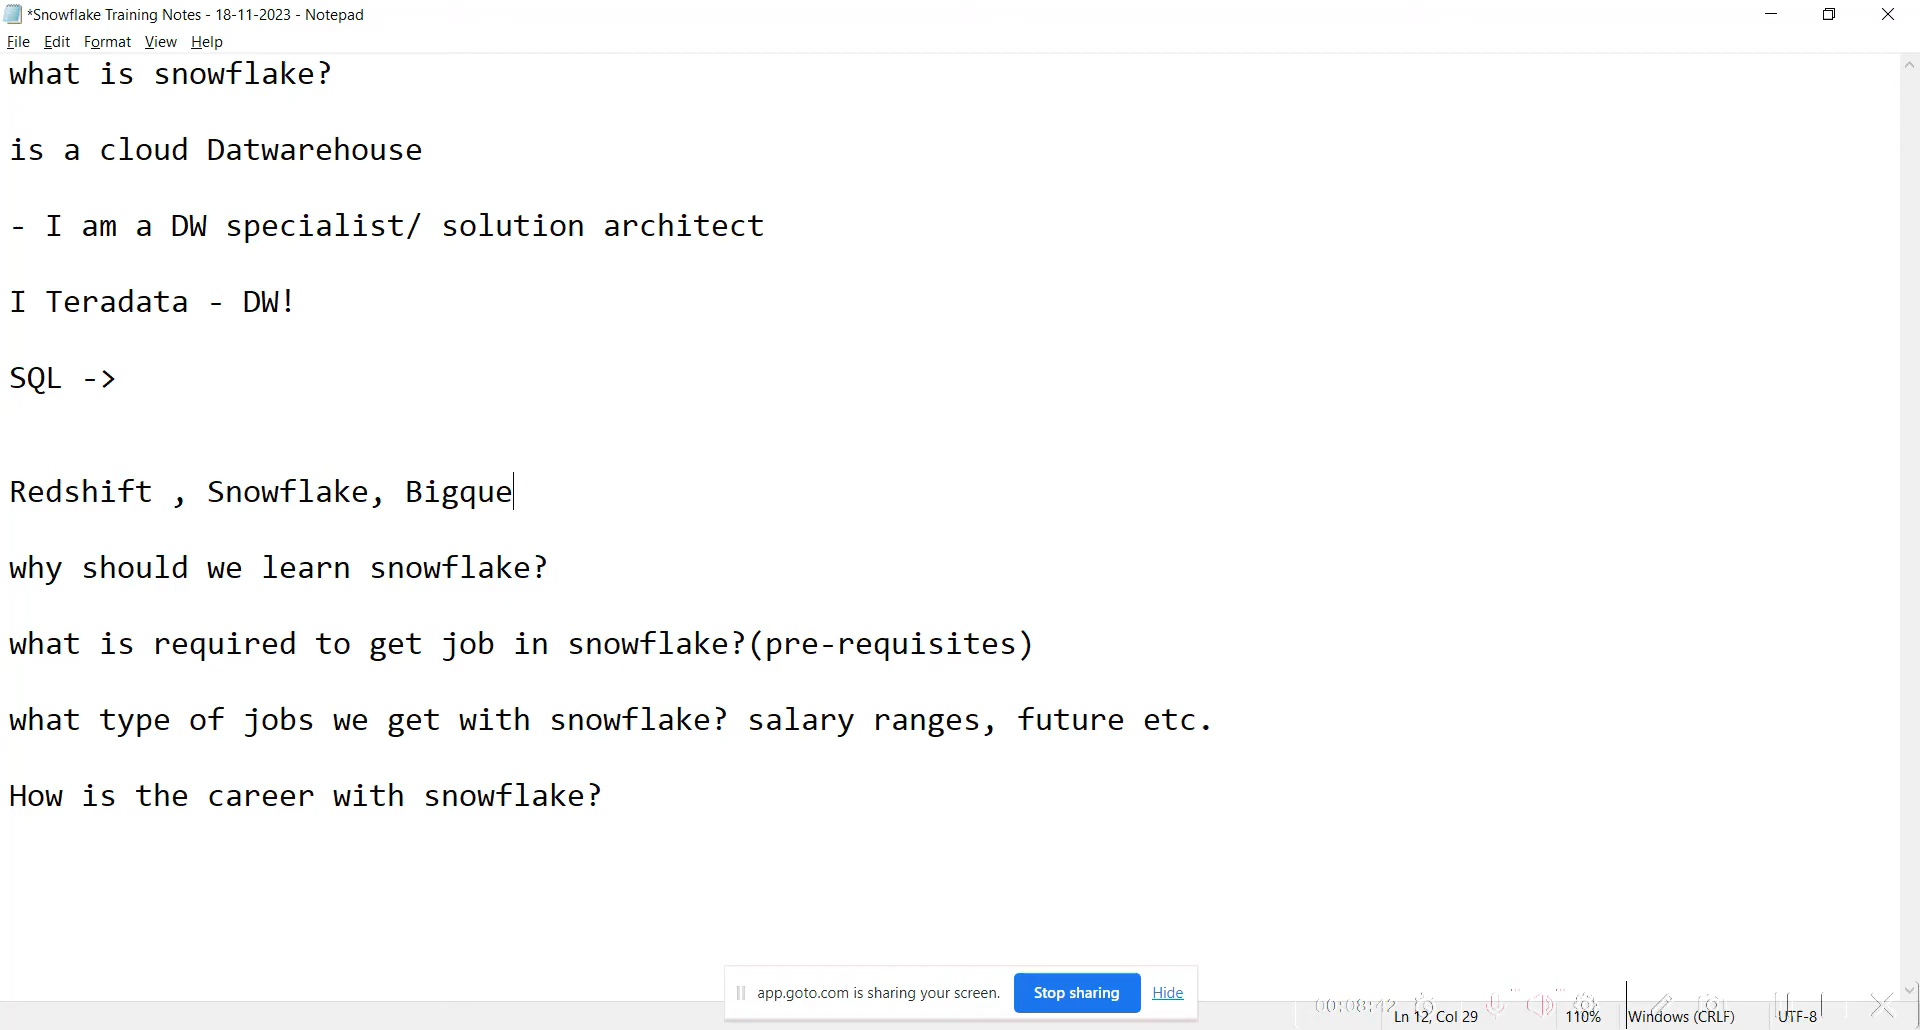 *Snowflake Training Notes - 18-11-2023 - Notepad
File Edit Format View Help
what is snowflake?
is a cloud Datwarehouse
- I am a DW specialist/ solution architect
I Teradata - DW!
SQL ->
Redshift , Snowflake, Bigque
why should we learn snowflake?
what is required to get job in snowflake?(pre-requisites)
what type of jobs we get with snowflake? salary ranges, future etc.
How is the career with snowflake?
app.goto.com is sharing your screen. Stop sharing Hide
00:08:42
Ln 12, Col 29 110% Windows (CRLF) UTF-8